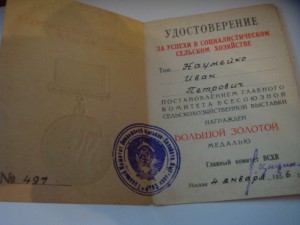 УДОСТОВЕРЕНИЕ
ЗА УСПЕХИ В СОЦИАЛИСТИЧЕСКОМ
СЕЛЬСКОМ ХОЗЯЙСТВЕ
Тов. Наумейко
Иван
Петрович
ПОСТАНОВЛЕНИЕМ ГЛАВНОГО
КОМИТЕТА ВСЕСОЮЗНОЙ
СЕЛЬСКОХОЗЯЙСТВЕННОЙ ВЫСТАВКИ
НАГРАЖДЕН
БОЛЬШОЙ ЗОЛОТОЙ
МЕДАЛЬЮ
Главный комитет ВСХВ
Москва 4 января
№ 497